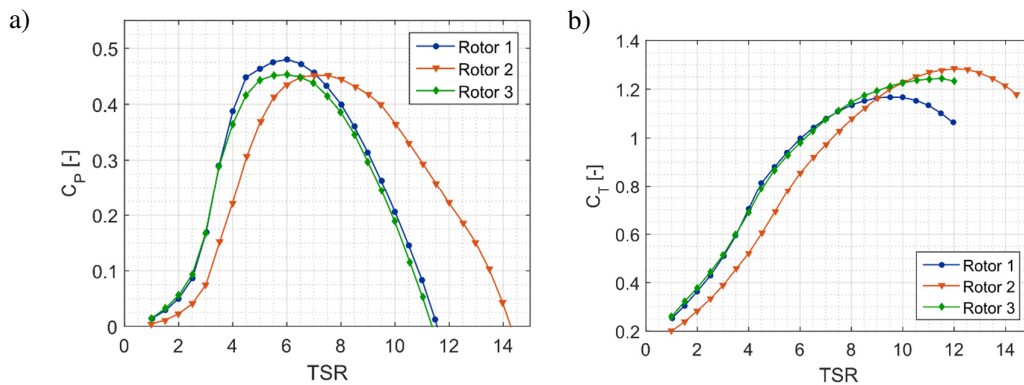 a)
C_P [-]
0.5
0.4
0.3
0.2
0.1
0
0 2 4 6 8 10 12 14
TSR
Rotor 1
Rotor 2
Rotor 3
b)
C_T [-]
1.4
1.2
1
0.8
0.6
0.4
0.2
0 2 4 6 8 10 12 14
TSR
Rotor 1
Rotor 2
Rotor 3